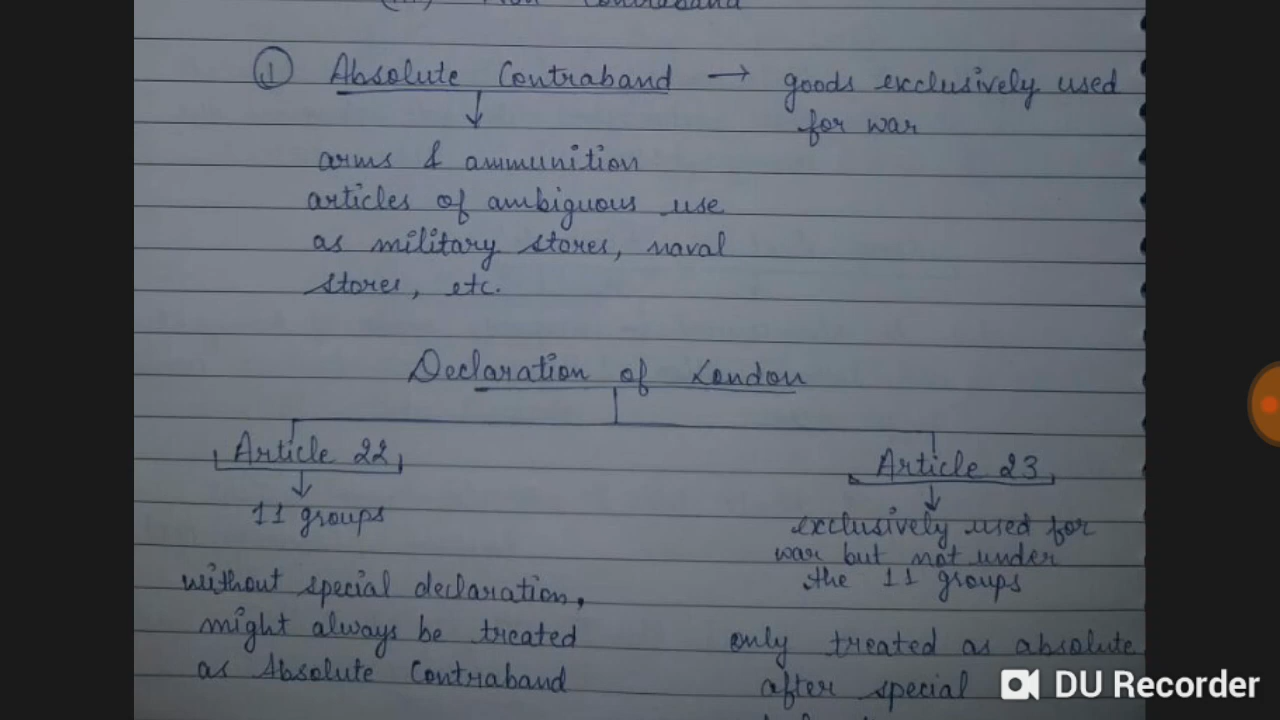 Contraband
① Absolute Contraband → goods exclusively used
for war
arms & ammunition
articles of ambiguous use
as military stores, naval
stores, etc.
Declaration of London
Article 22
11 groups
without special declaration,
might always be treated
as Absolute Contraband
Article 23
exclusively used for
war but not under
the 11 groups
only treated as absolute
after special
DU Recorder